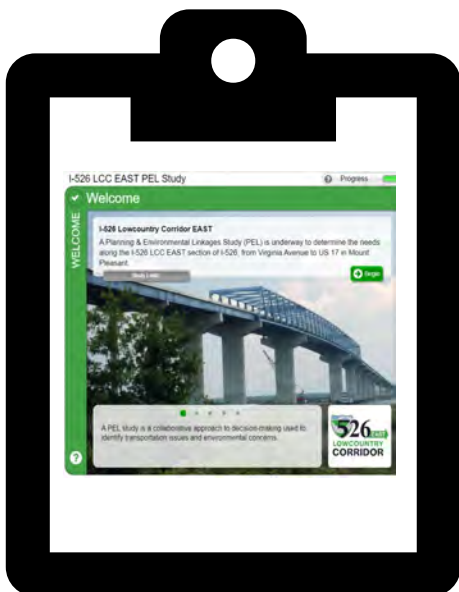 I-526 LCC EAST PEL Study
Progress
Welcome
WELCOME
I-526 Lowcountry Corridor EAST
A Planning & Environmental Linkages Study (PEL) is underway to determine the needs
along the I-526 LCC EAST section of I-526, from Virginia Avenue to US 17 in Mount
Pleasant.
Begin
A PEL study is a collaborative approach to decision-making used to
identify transportation issues and environmental concerns.
?
526 EAST
LOWCOUNTRY
CORRIDOR